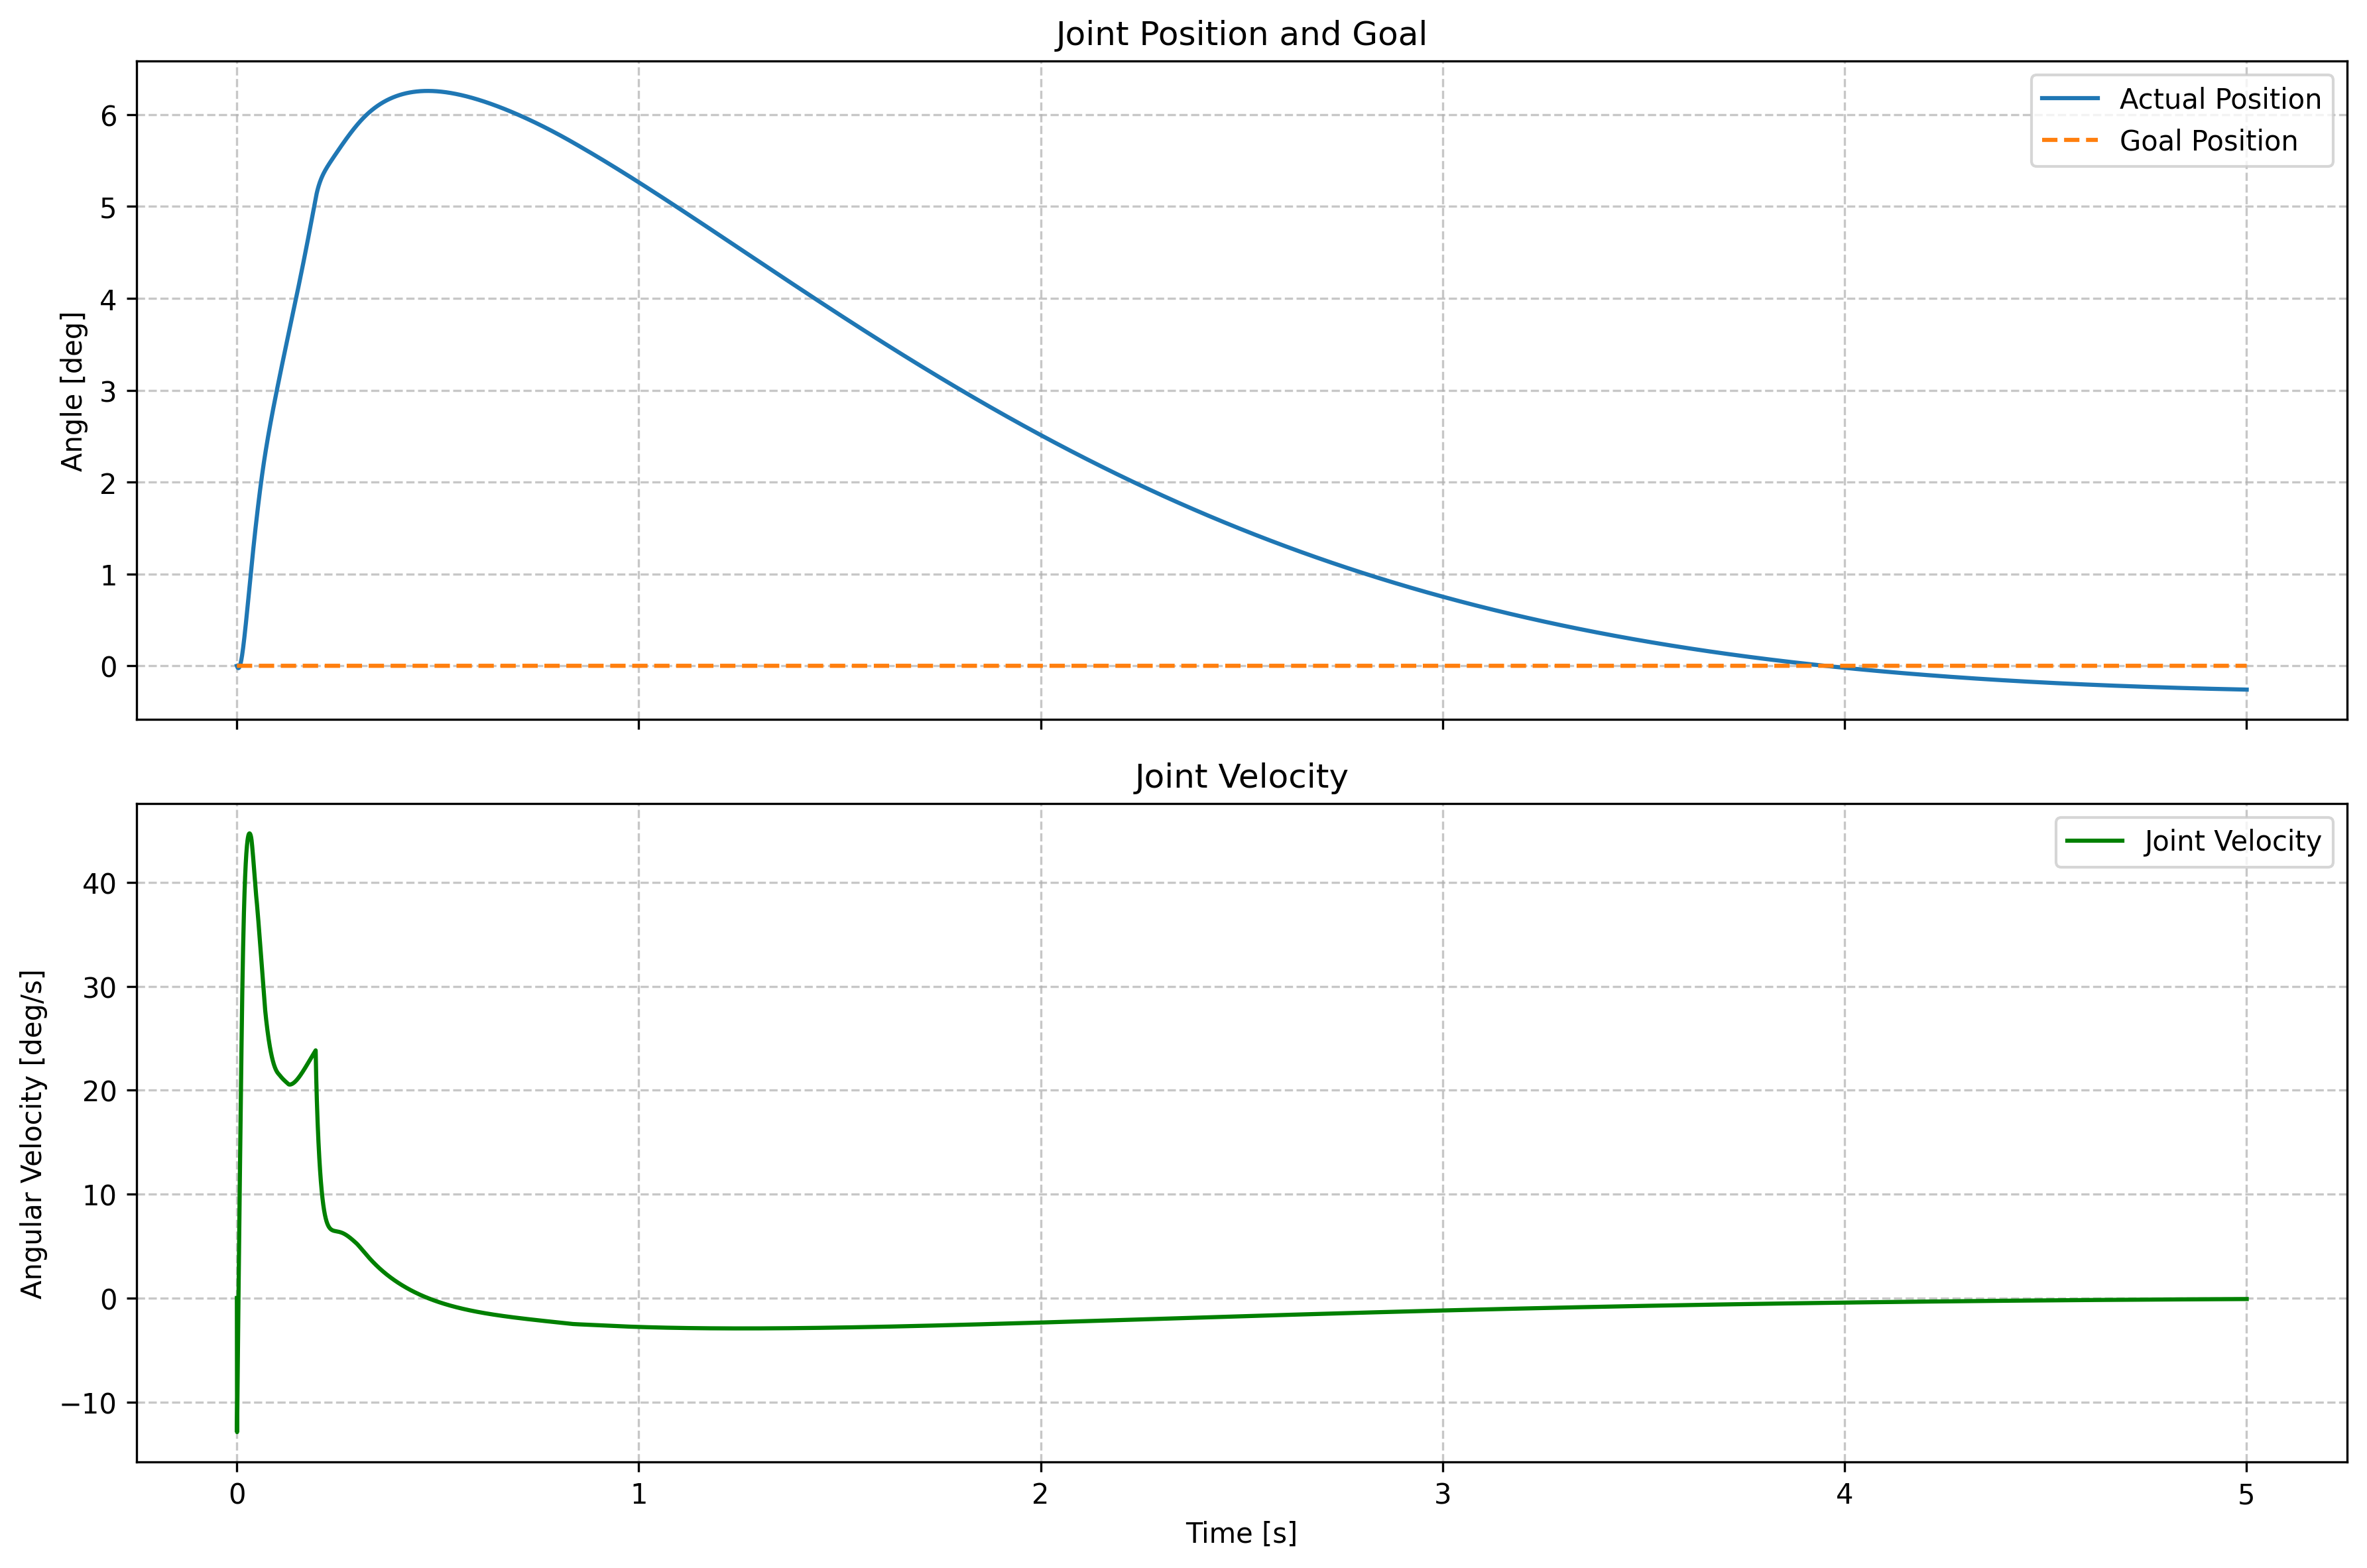 Joint Position and Goal
Actual Position
Goal Position
Angle [deg]
6
5
4
3
2
1
0
Joint Velocity
Joint Velocity
Angular Velocity [deg/s]
40
30
20
10
0
−10
0 1 2 3 4 5
Time [s]